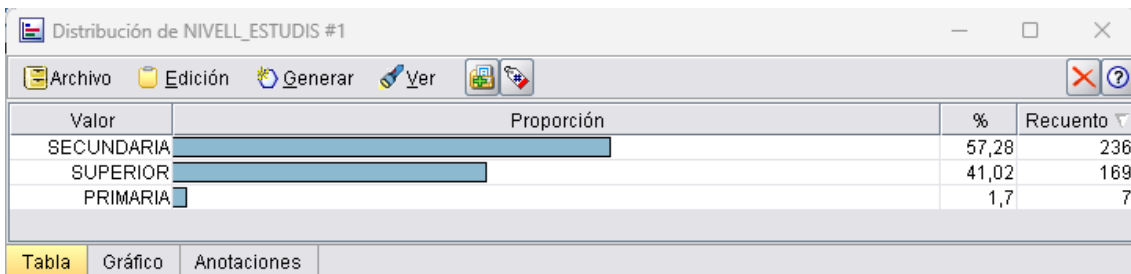 Distribución de NIVELL_ESTUDIS #1
Archivo Edición Generar Ver
Valor Proporción % Recuento
SECUNDARIA 57,28 236
SUPERIOR 41,02 169
PRIMARIA 1,7 7
Tabla Gráfico Anotaciones